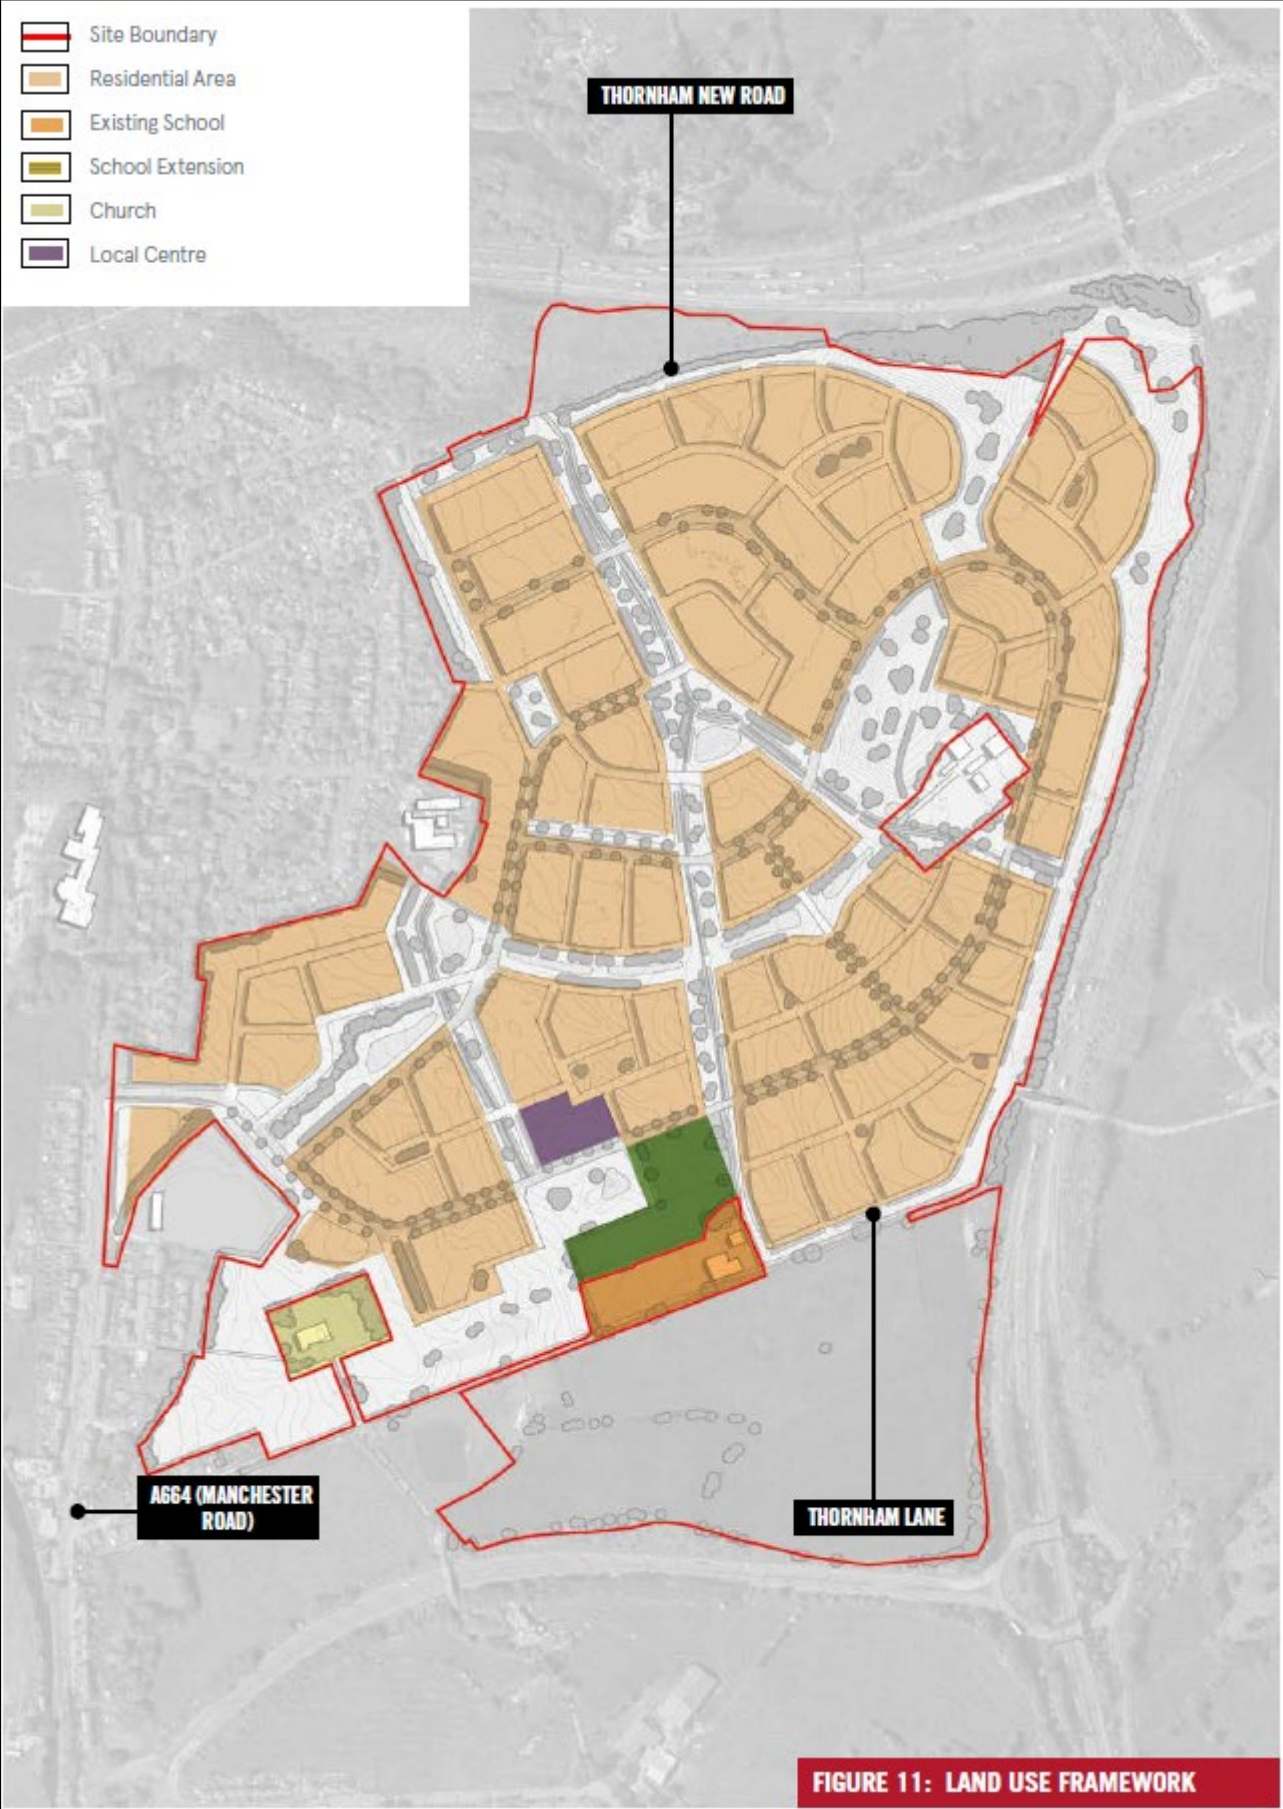 Site Boundary
Residential Area
Existing School
School Extension
Church
Local Centre
THORNHAM NEW ROAD
A664 (MANCHESTER
ROAD)
THORNHAM LANE
FIGURE 11: LAND USE FRAMEWORK